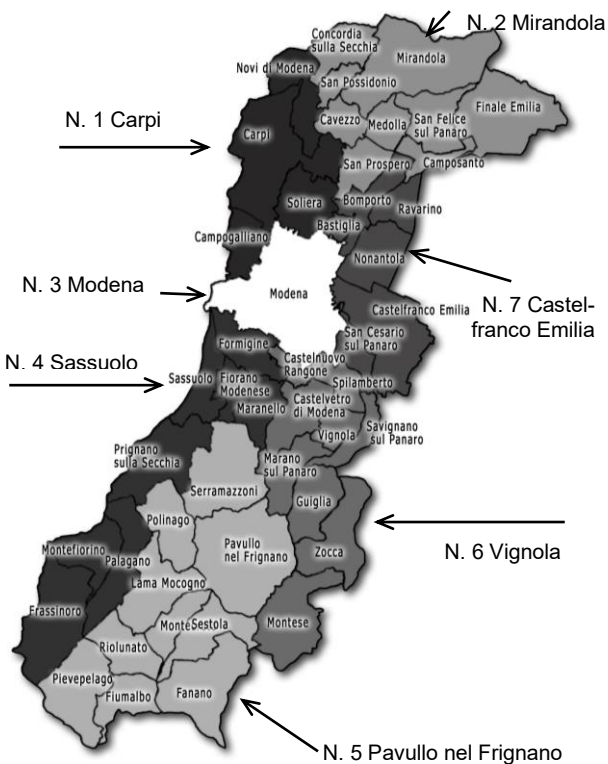 N. 2 Mirandola
Concordia
sulla Secchia
Mirandola
Novi di Modena
San Possidonio
Finale Emilia
N. 1 Carpi
Cavezzo
Medolla
San Felice
sul Panaro
Carpi
San Prospero
Camposanto
Soliera
Bomporto
Ravarino
Bastiglia
Campogalliano
Nonantola
N. 3 Modena
Modena
N. 7 Castel-
franco Emilia
Castelfranco Emilia
San Cesario
sul Panaro
Formigine
N. 4 Sassuolo
Castelnuovo
Rangone
Sassuolo
Fiorano
Modenese
Spilamberto
Maranello
Castelvetro
di Modena
Vignola
Savignano
sul Panaro
Prignano
sulla Secchia
Marano
sul Panaro
Serramazzoni
Guiglia
Polinago
N. 6 Vignola
Montefiorino
Palagano
Pavullo
nel Frignano
Zocca
Lama Mocogno
Frassinoro
Monte
Sestola
Montese
Riolunato
Pievepelago
Fiumalbo
Fanano
N. 5 Pavullo nel Frignano